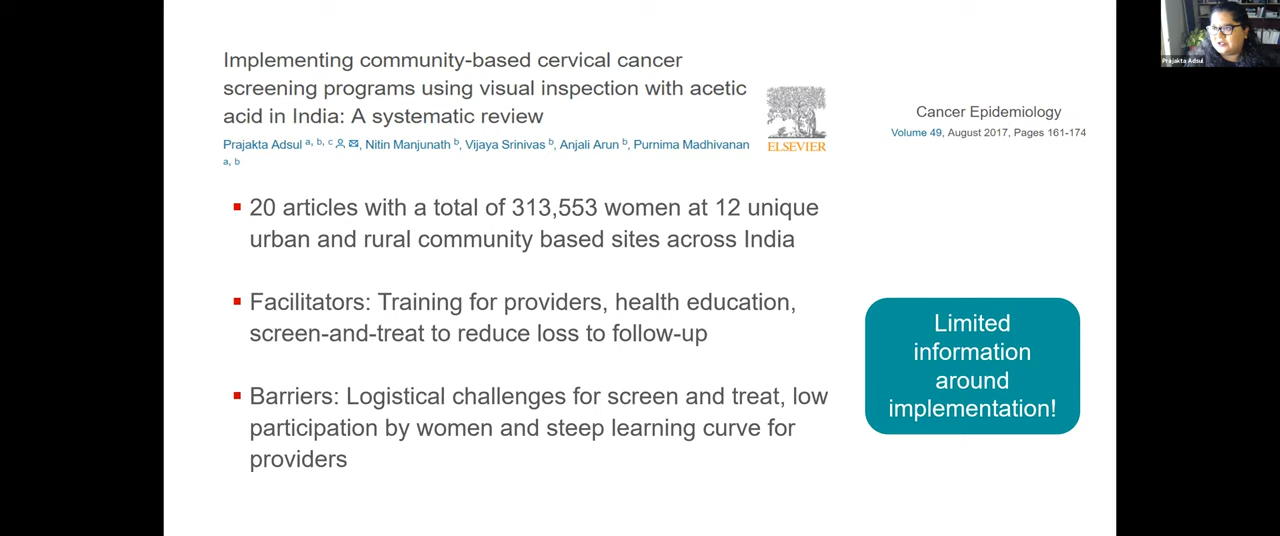 Implementing community-based cervical cancer
screening programs using visual inspection with acetic
acid in India: A systematic review
Prajakta Adsul a, b, c, Nitin Manjunath b, Vijaya Srinivas b, Anjali Arun b, Purnima Madhivanan
a, b
ELSEVIER
Cancer Epidemiology
Volume 49, August 2017, Pages 161-174
Prajakta Adsul
20 articles with a total of 313,553 women at 12 unique
urban and rural community based sites across India
Facilitators: Training for providers, health education,
screen-and-treat to reduce loss to follow-up
Barriers: Logistical challenges for screen and treat, low
participation by women and steep learning curve for
providers
Limited
information
around
implementation!